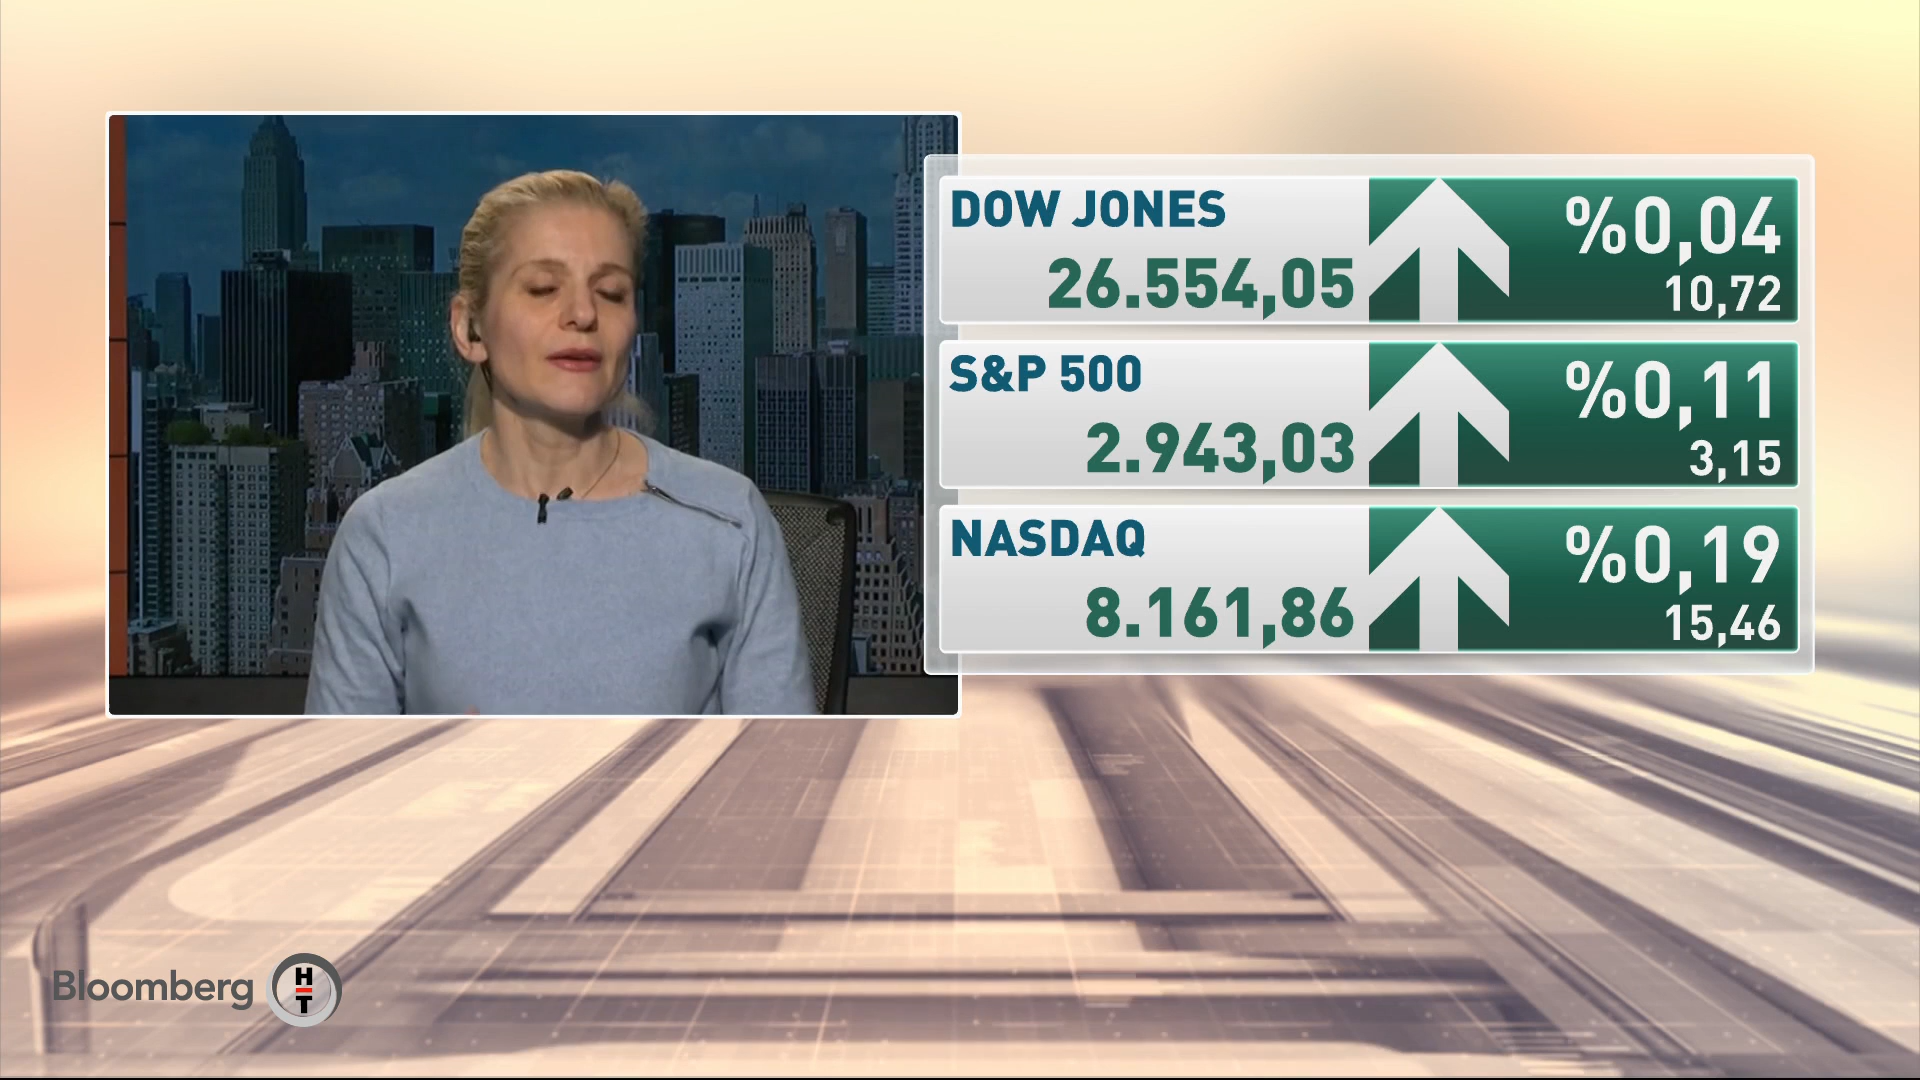 DOW JONES
26.554,05
%0,04
10,72
S&P 500
2.943,03
%0,11
3,15
NASDAQ
8.161,86
%0,19
15,46
Bloomberg HT